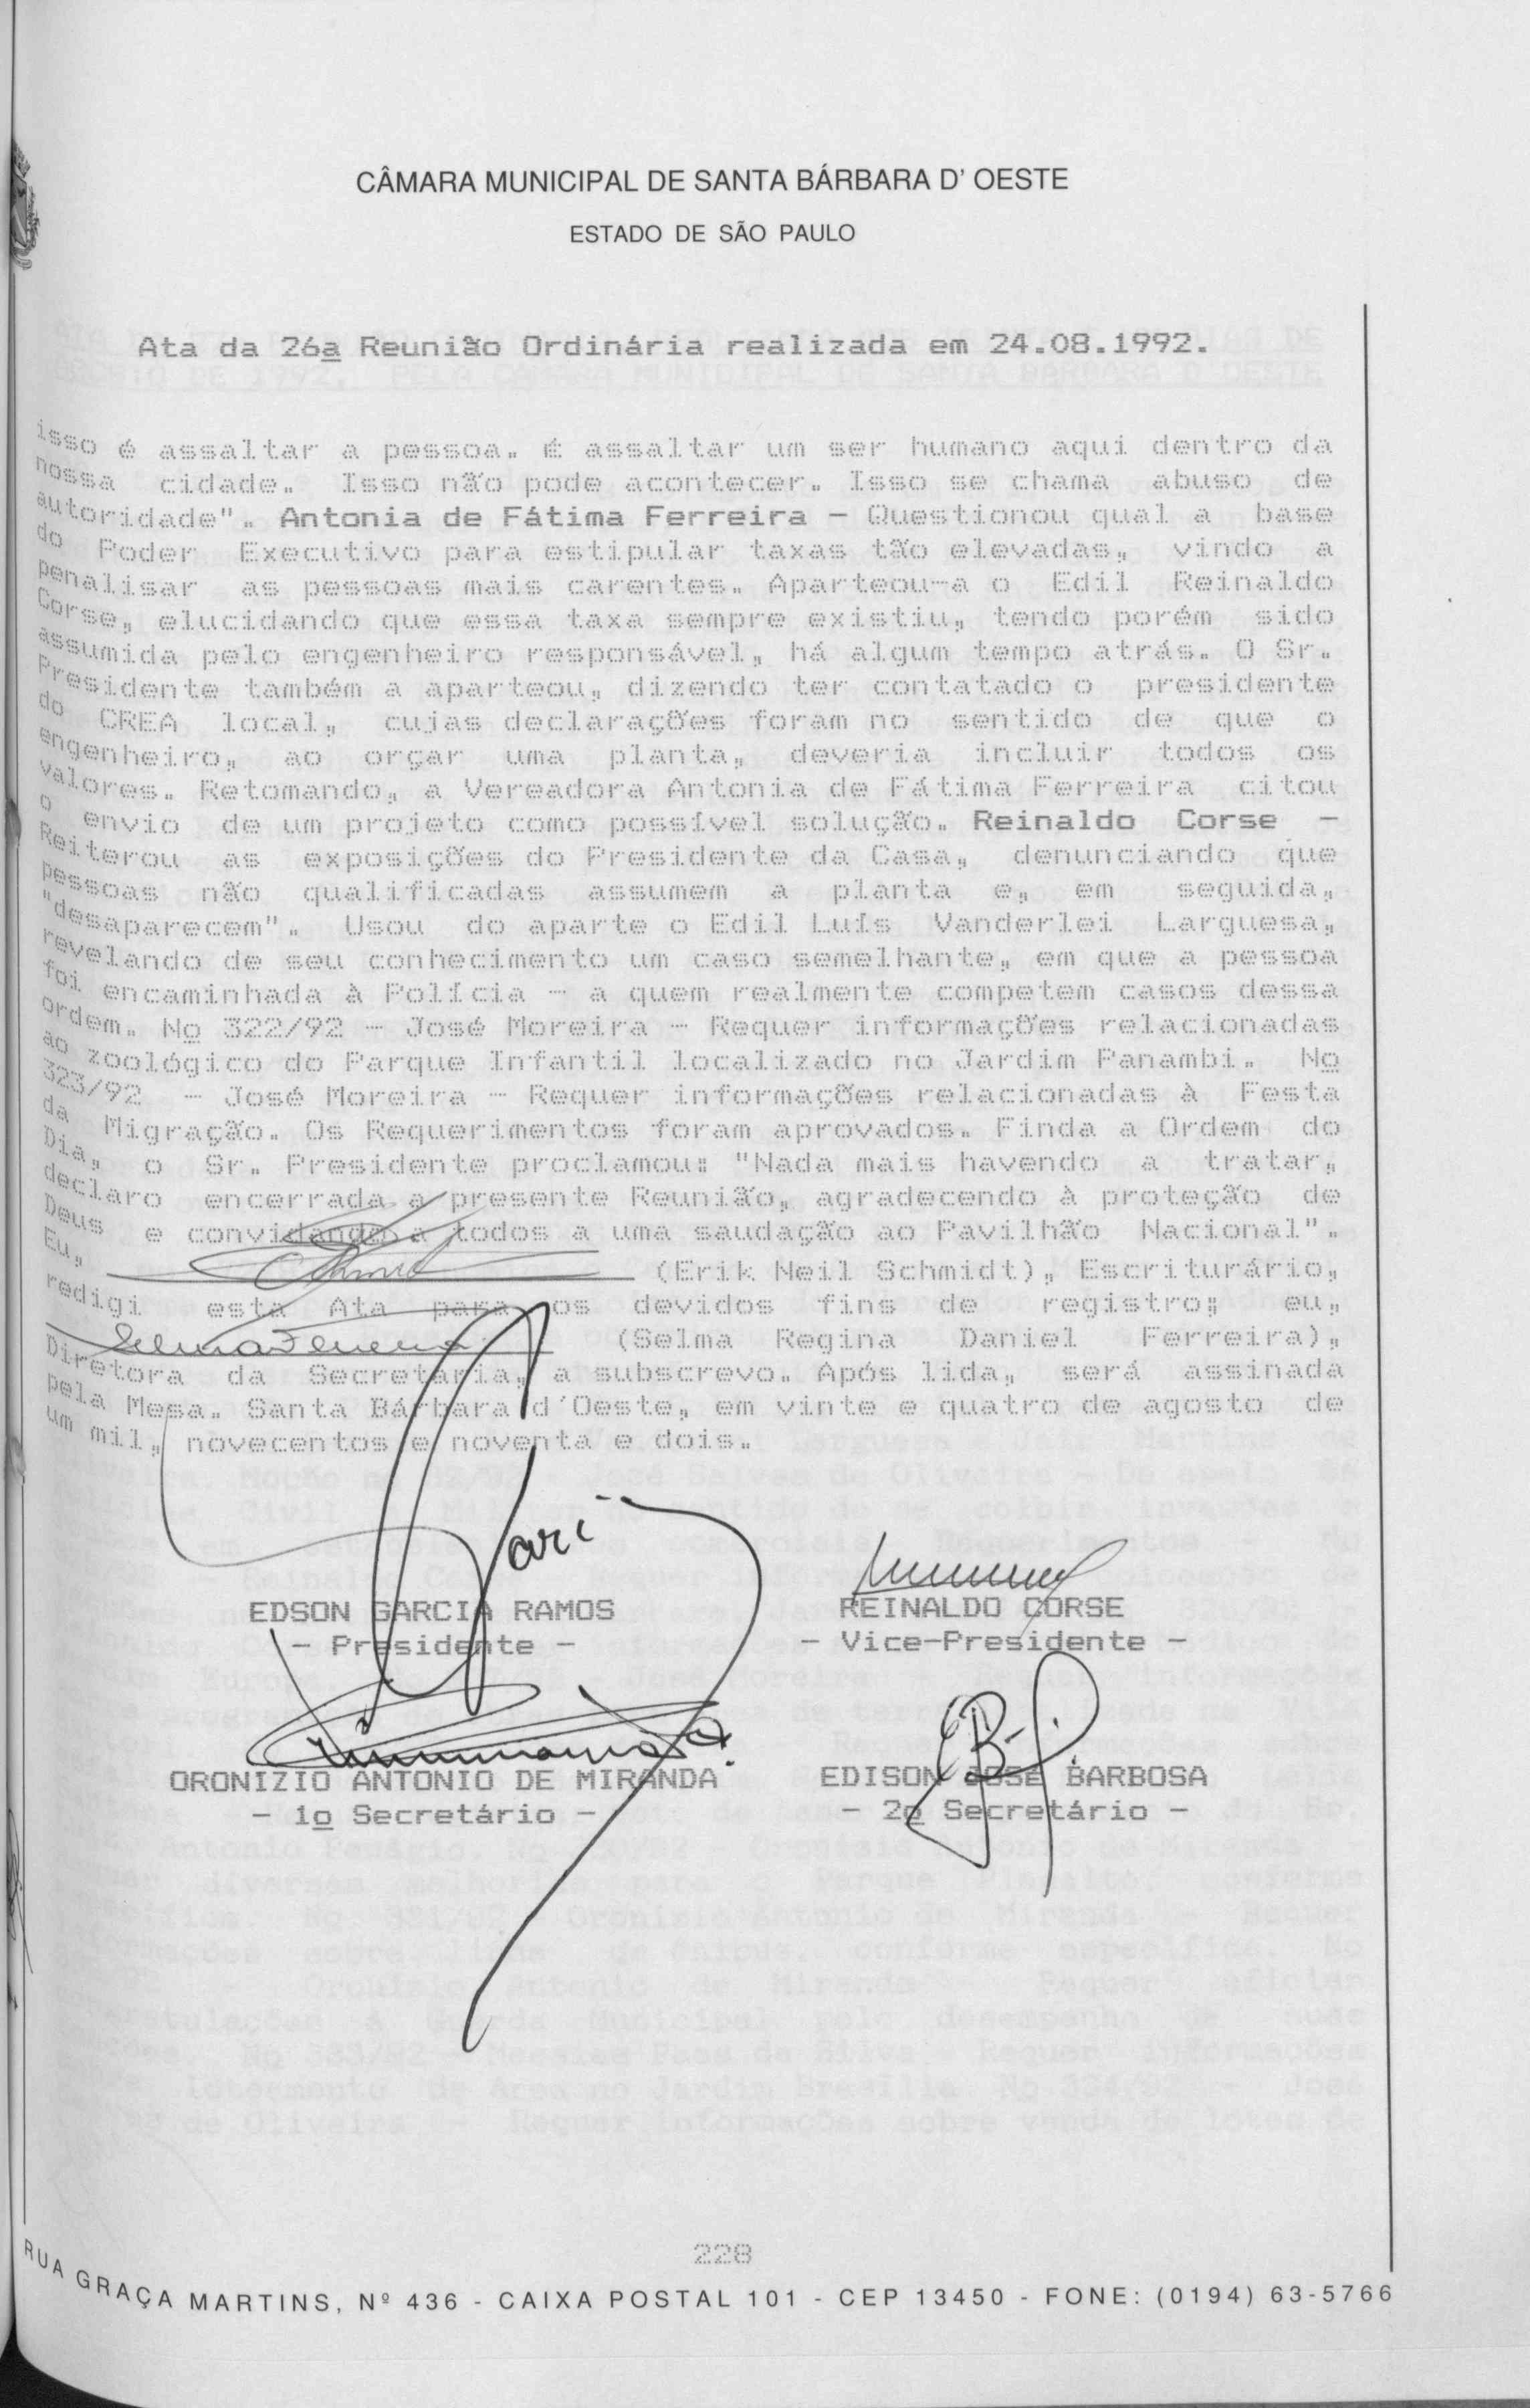 CÂMARA MUNICIPAL DE SANTA BÁRBARA D' OESTE
ESTADO DE SÃO PAULO
Ata da 26a Reunião Ordinária realizada em 24.08.1992.
isso é assaltar a pessoa. É assaltar um ser humano aqui dentro da
nossa cidade. Isso não pode acontecer. Isso se chama abuso de
autoridade". Antonia de Fátima Ferreira - Questionou qual a base
do Poder Executivo para estipular taxas tão elevadas, vindo a
penalisar as pessoas mais carentes. Aparteou-a o Edil Reinaldo
Corse, elucidando que essa taxa sempre existiu, tendo porém sido
assumida pelo engenheiro responsável, há algum tempo atrás. O Sr.
Presidente também a aparteou, dizendo ter contatado o presidente
do CREA local, cujas declarações foram no sentido de que o
engenheiro, ao orçar uma planta, deveria incluir todos os
valores. Retomando, a Vereadora Antonia de Fátima Ferreira citou
o envio de um projeto como possível solução. Reinaldo Corse -
Reiterou as exposições do Presidente da Casa, denunciando que
pessoas não qualificadas assumem a planta e, em seguida,
"desaparecem". Usou do aparte o Edil Luís Vanderlei Larguesa,
revelando de seu conhecimento um caso semelhante, em que a pessoa
foi encaminhada à Polícia - a quem realmente competem casos dessa
ordem. No 322/92 - José Moreira - Requer informações relacionadas
ao zoológico do Parque Infantil localizado no Jardim Panambi. No
323/92 - José Moreira - Requer informações relacionadas à Festa
da Migração. Os Requerimentos foram aprovados. Finda a Ordem do
Dia, o Sr. Presidente proclamou: "Nada mais havendo a tratar,
declaro encerrada a presente Reunião, agradecendo à proteção de
Deus e convidando a todos a uma saudação ao Pavilhão Nacional".
Eu, (Erik Neil Schmidt), Escriturário,
redigi esta Ata para os devidos fins de registro; eu,
Selma Ferreira (Selma Regina Daniel Ferreira),
Diretora da Secretaria, a subscrevo. Após lida, será assinada
pela Mesa. Santa Bárbara d'Oeste, em vinte e quatro de agosto de
um mil, novecentos e noventa e dois.
EDSON GARCIA RAMOS REINALDO CORSE
- Presidente - - Vice-Presidente -
ORONIZIO ANTONIO DE MIRANDA EDISON JOSÉ BARBOSA
- 1o Secretário - - 2o Secretário -
228
RUA GRAÇA MARTINS, Nº 436 - CAIXA POSTAL 101 - CEP 13450 - FONE: (0194) 63-5766